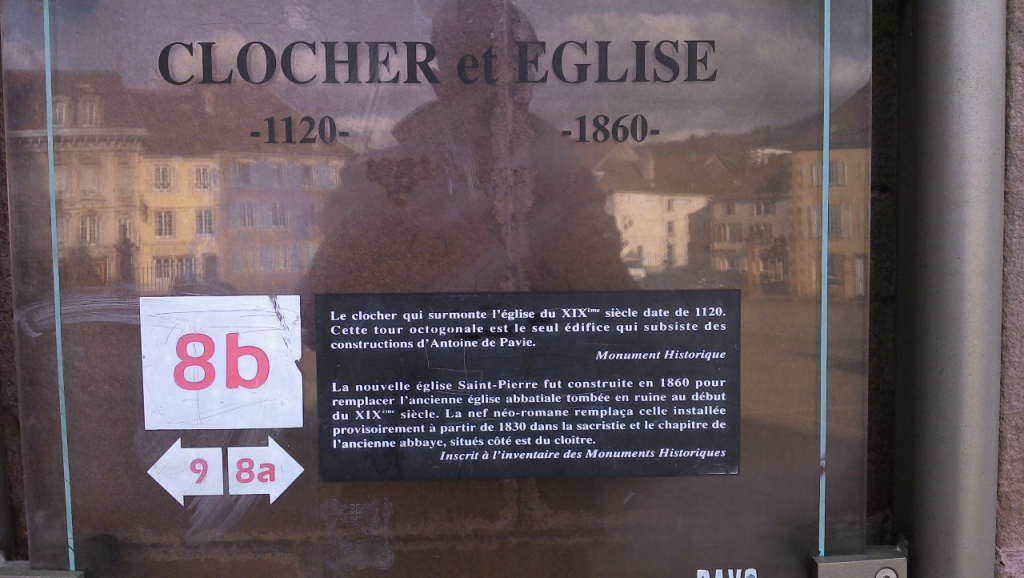 CLOCHER et EGLISE
-1120- -1860-
Le clocher qui surmonte l'église du XIXème siècle date de 1120.
Cette tour octogonale est le seul édifice qui subsiste des
constructions d'Antoine de Pavie.
Monument Historique
La nouvelle église Saint-Pierre fut construite en 1860 pour
remplacer l'ancienne église abbatiale tombée en ruine au début
du XIXème siècle. La nef néo-romane remplaça celle installée
provisoirement à partir de 1830 dans la sacristie et le chapitre de
l'ancienne abbaye, situés côté est du cloître.
Inscrit à l'inventaire des Monuments Historiques
8b
9 8a